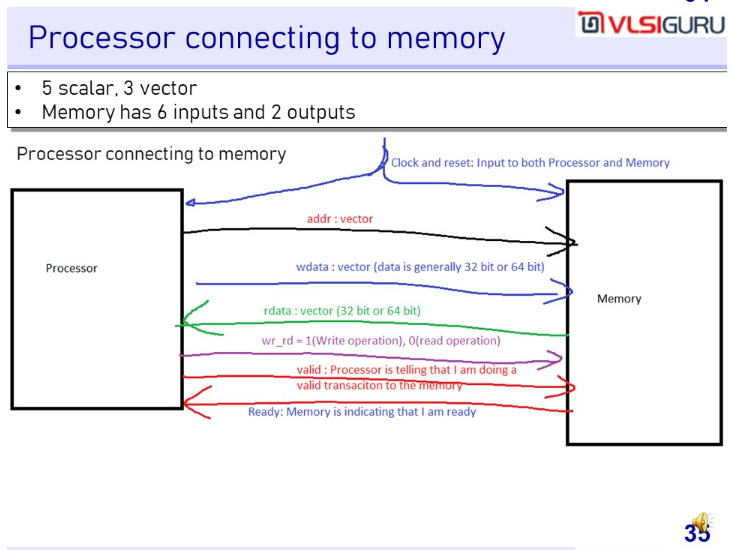 VLSIGURU
Processor connecting to memory
• 5 scalar, 3 vector
• Memory has 6 inputs and 2 outputs
Processor connecting to memory
Clock and reset: Input to both Processor and Memory
addr : vector
Processor
wdata : vector (data is generally 32 bit or 64 bit)
Memory
rdata : vector (32 bit or 64 bit)
wr_rd = 1(Write operation), 0(read operation)
valid : Processor is telling that I am doing a
valid transaciton to the memory
Ready: Memory is indicating that I am ready
35